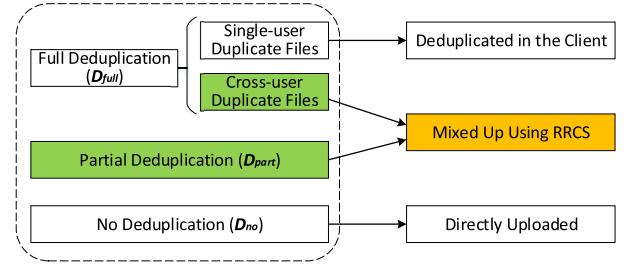 Full Deduplication
(Dfull)
Single-user
Duplicate Files
Deduplicated in the Client
Cross-user
Duplicate Files
Mixed Up Using RRCS
Partial Deduplication (Dpart)
No Deduplication (Dno)
Directly Uploaded